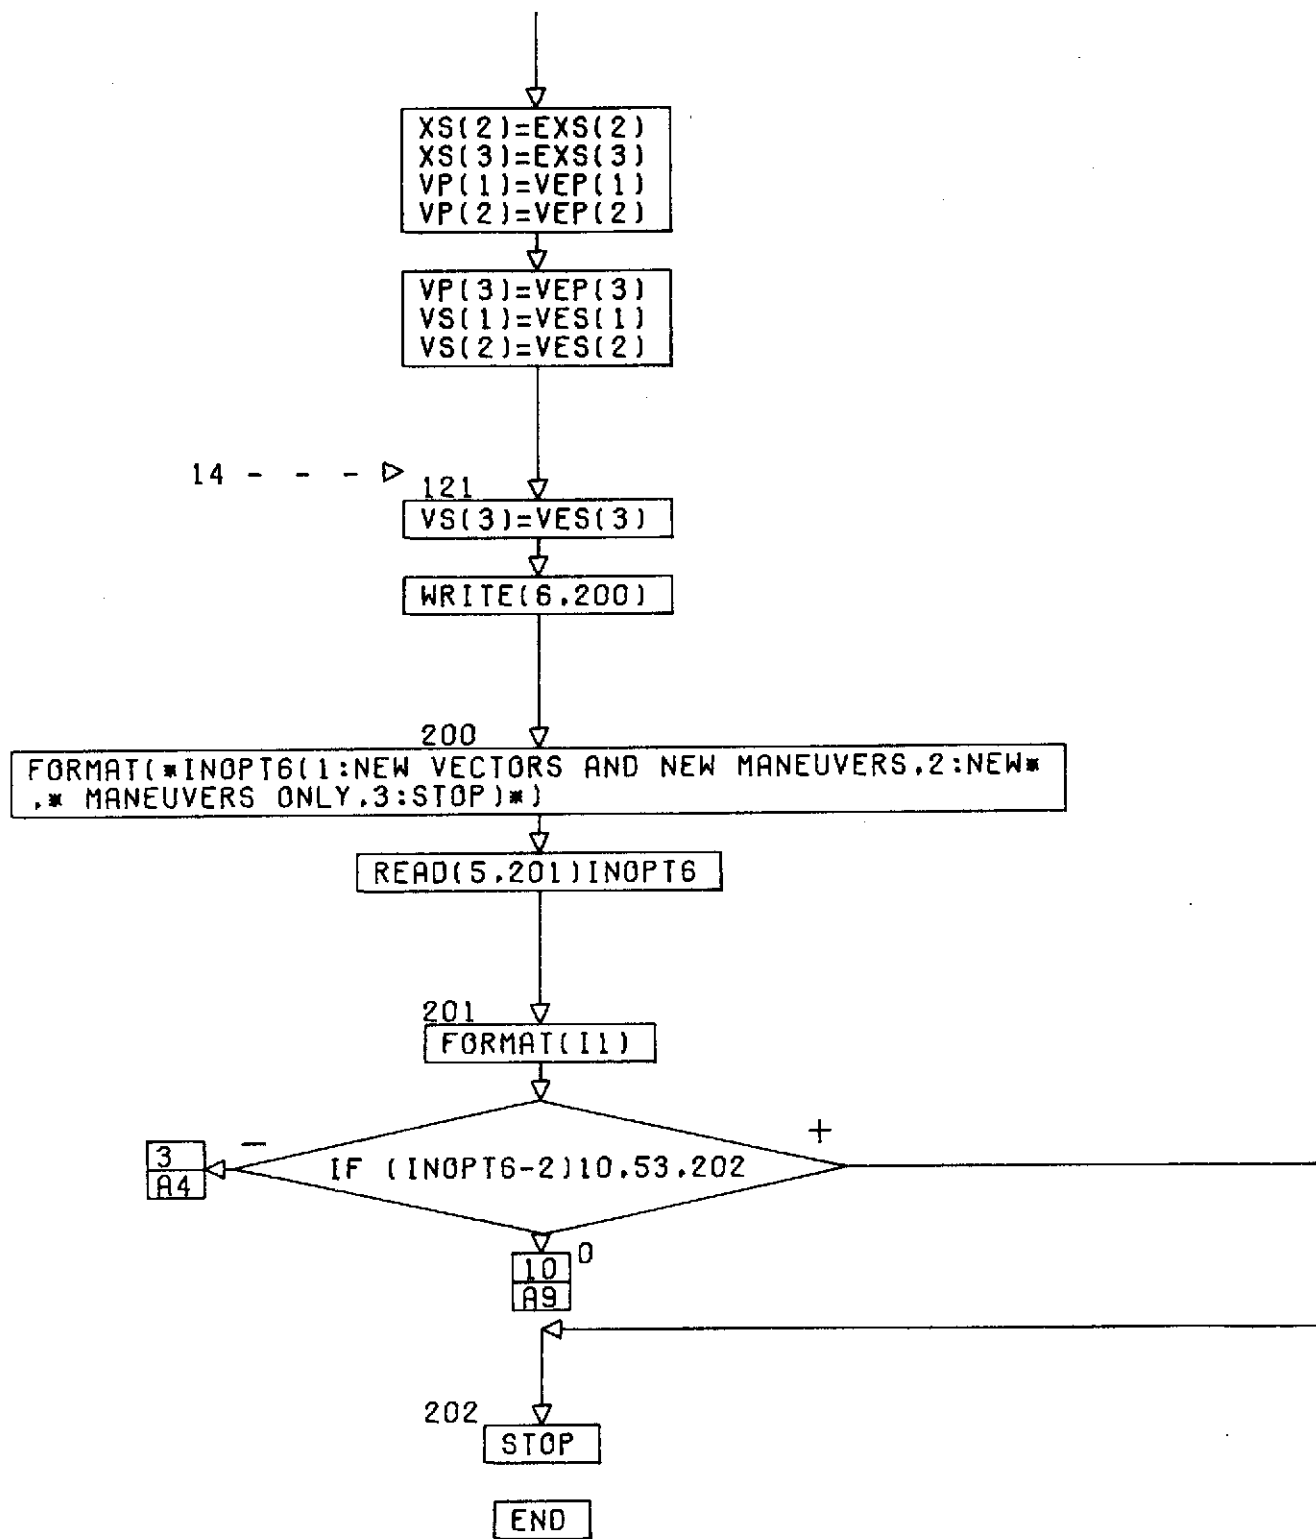 XS(2)=EXS(2)
XS(3)=EXS(3)
VP(1)=VEP(1)
VP(2)=VEP(2)
VP(3)=VEP(3)
VS(1)=VES(1)
VS(2)=VES(2)
14 - - -
121
VS(3)=VES(3)
WRITE(6,200)
200
FORMAT(*INOPT6(1:NEW VECTORS AND NEW MANEUVERS,2:NEW*
,* MANEUVERS ONLY,3:STOP)*)
READ(5,201)INOPT6
201
FORMAT(I1)
- +
3
A4
IF (INOPT6-2)10,53,202
0
10
A9
202
STOP
END